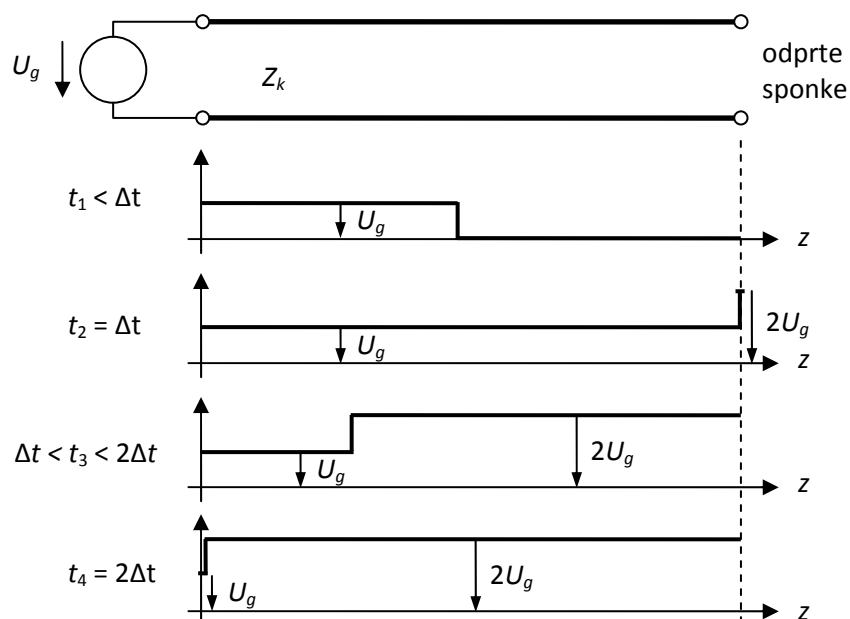 U_g
Z_k
odprte
sponke
t_1 < Δt
U_g
z
t_2 = Δt
U_g
2U_g
z
Δt < t_3 < 2Δt
U_g
2U_g
z
t_4 = 2Δt
U_g
2U_g
z